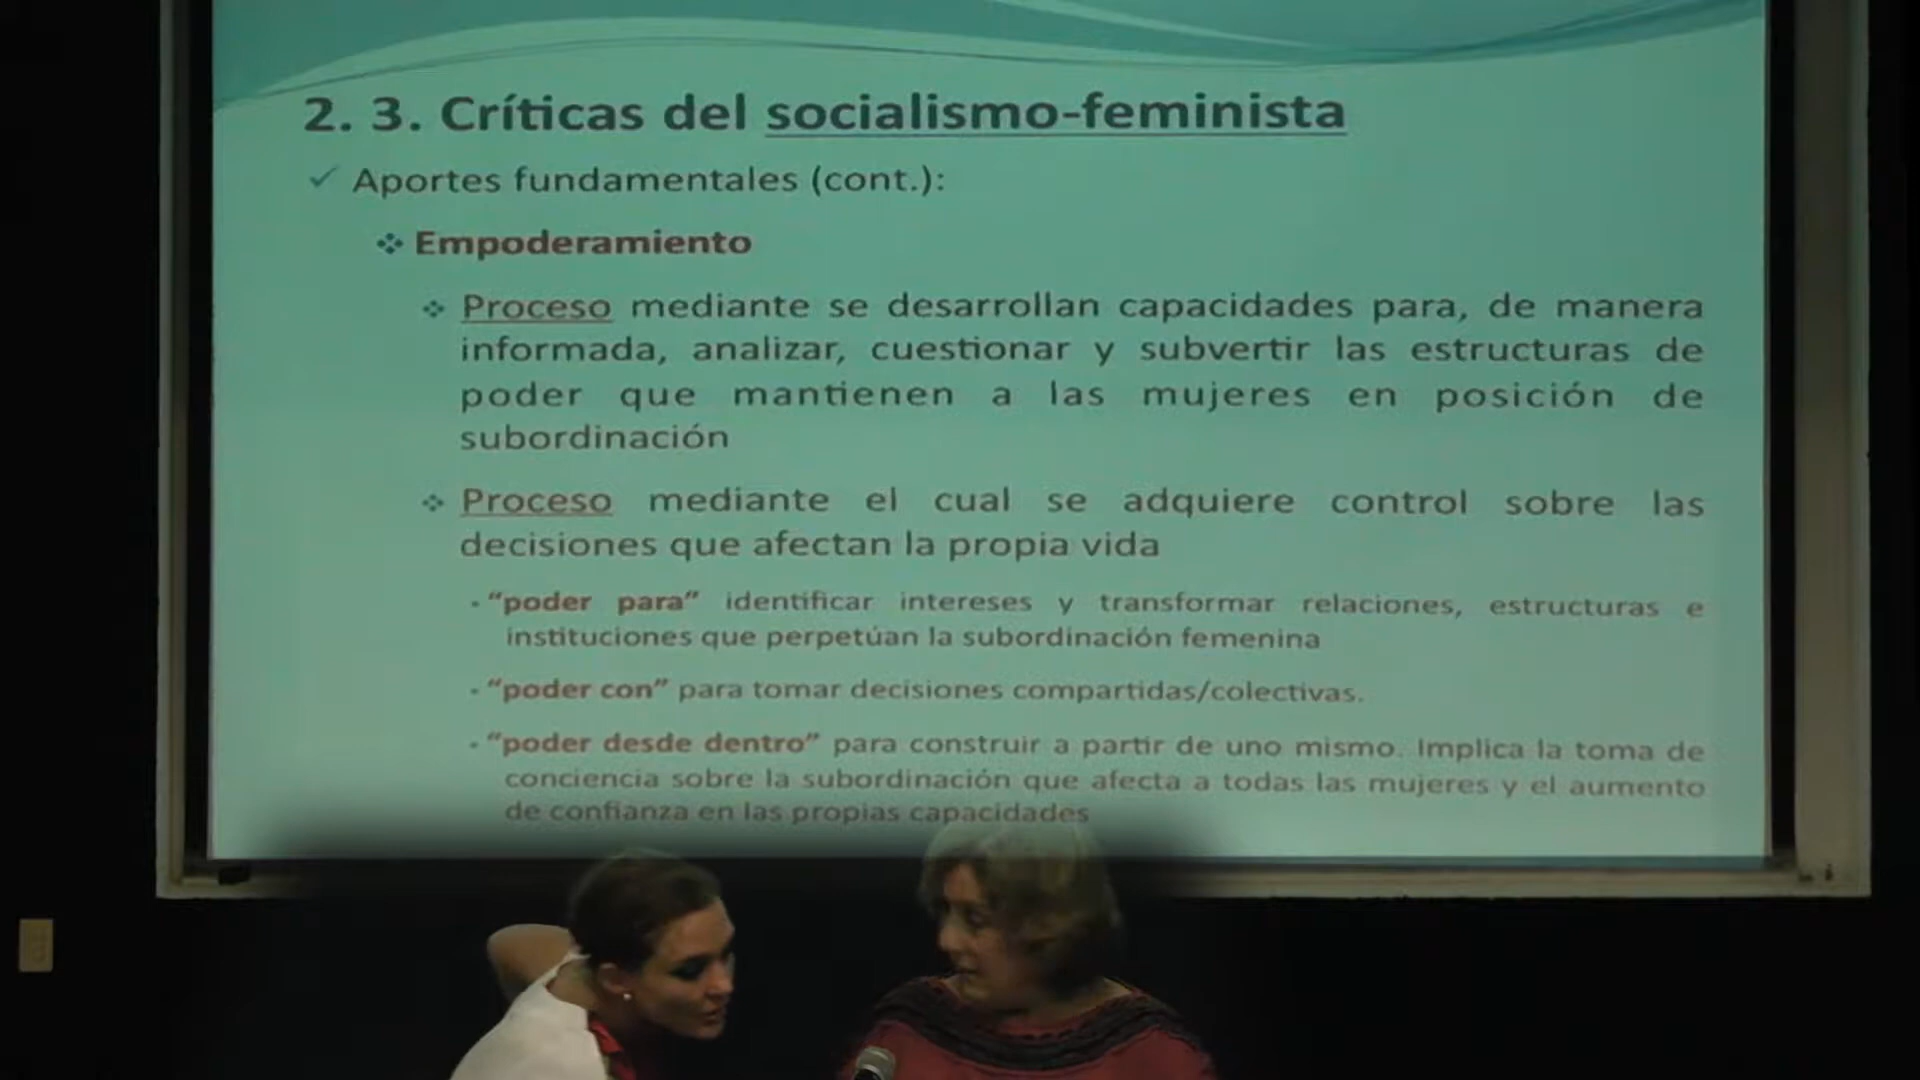 2. 3. Críticas del socialismo-feminista
✓ Aportes fundamentales (cont.):
❖ Empoderamiento
❖ Proceso mediante se desarrollan capacidades para, de manera
informada, analizar, cuestionar y subvertir las estructuras de
poder que mantienen a las mujeres en posición de
subordinación
❖ Proceso mediante el cual se adquiere control sobre las
decisiones que afectan la propia vida
• “poder para” identificar intereses y transformar relaciones, estructuras e
instituciones que perpetúan la subordinación femenina
• “poder con” para tomar decisiones compartidas/colectivas.
• “poder desde dentro” para construir a partir de uno mismo. Implica la toma de
conciencia sobre la subordinación que afecta a todas las mujeres y el aumento
de confianza en las propias capacidades